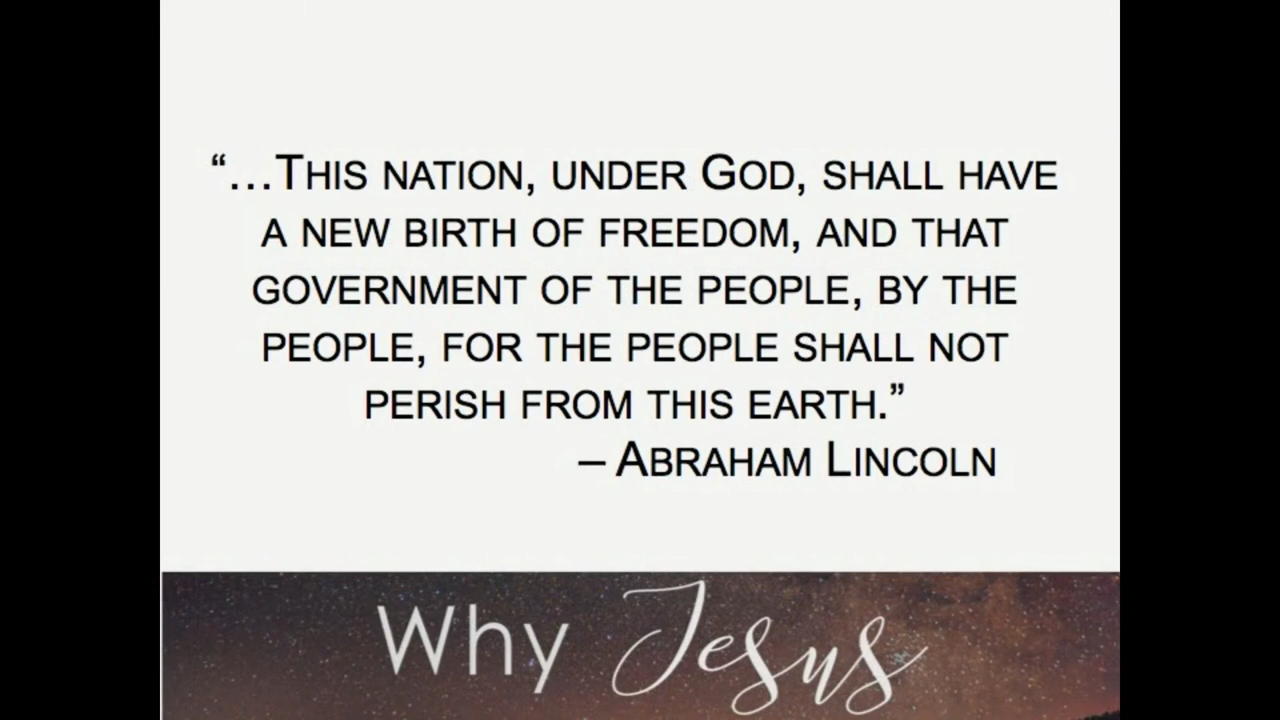 “…This nation, under God, shall have
a new birth of freedom, and that
government of the people, by the
people, for the people shall not
perish from this earth.”
– Abraham Lincoln
Why Jesus